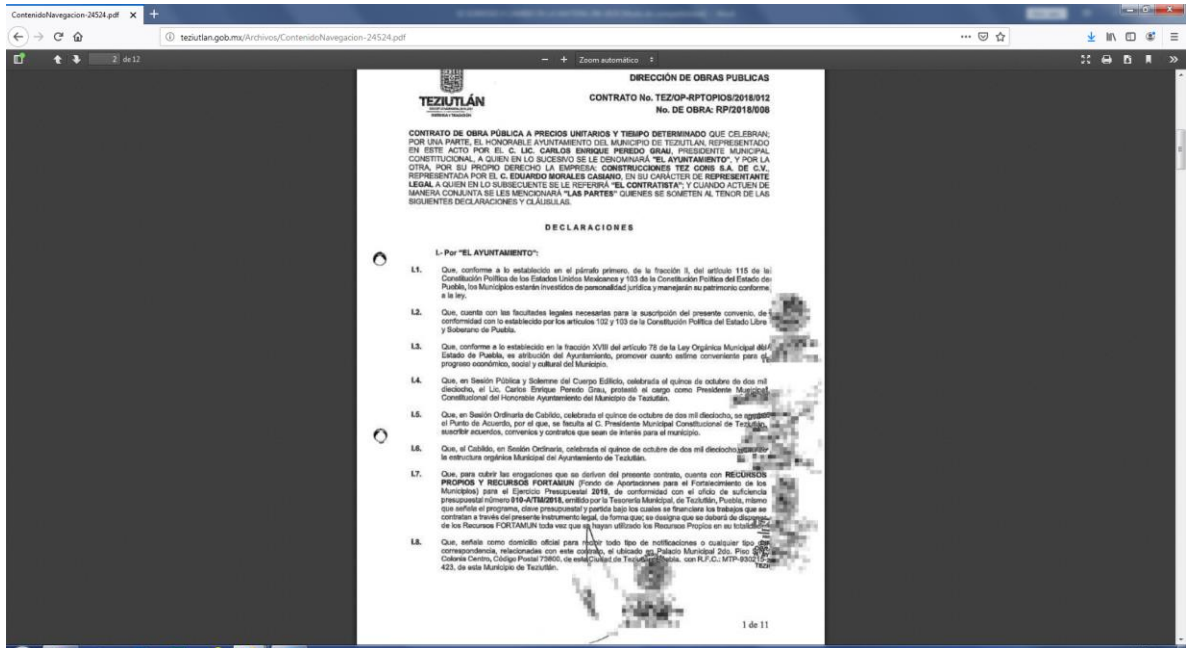 ContenidoNavegacion-24524.pdf
teziutlan.gob.mx/Archivos/ContenidoNavegacion-24524.pdf
2 de 12
Zoom automático
TEZIUTLÁN
DIRECCIÓN DE OBRAS PUBLICAS
CONTRATO No. TEZ/OP-RPTOPIOS/2018/012
No. DE OBRA: RP/2018/008
CONTRATO DE OBRA PÚBLICA A PRECIOS UNITARIOS Y TIEMPO DETERMINADO QUE CELEBRAN;
POR UNA PARTE, EL HONORABLE AYUNTAMIENTO DEL MUNICIPIO DE TEZIUTLAN, REPRESENTADO
EN ESTE ACTO POR EL C. LIC. CARLOS ENRIQUE PEREDO GRAU, PRESIDENTE MUNICIPAL
CONSTITUCIONAL, A QUIEN EN LO SUCESIVO SE LE DENOMINARÁ "EL AYUNTAMIENTO", Y POR LA
OTRA, POR SU PROPIO DERECHO LA EMPRESA: CONSTRUCCIONES TEZ CONS S.A. DE C.V.,
REPRESENTADA POR EL C. EDUARDO MORALES CASIANO, EN SU CARÁCTER DE REPRESENTANTE
LEGAL A QUIEN EN LO SUBSECUENTE SE LE REFERIRÁ "EL CONTRATISTA"; Y CUANDO ACTUEN DE
MANERA CONJUNTA SE LES MENCIONARÁ "LAS PARTES" QUIENES SE SOMETEN AL TENOR DE LAS
SIGUIENTES DECLARACIONES Y CLÁUSULAS.
DECLARACIONES
I.- Por "EL AYUNTAMIENTO":
I.1. Que, conforme a lo establecido en el párrafo primero, de la fracción II, del artículo 115 de la
Constitución Política de los Estados Unidos Mexicanos y 103 de la Constitución Política del Estado de
Puebla, los Municipios estarán investidos de personalidad jurídica y manejarán su patrimonio conforme
a la ley.
I.2. Que, cuenta con las facultades legales necesarias para la suscripción del presente convenio, de
conformidad con lo establecido por los artículos 102 y 103 de la Constitución Política del Estado Libre
y Soberano de Puebla.
I.3. Que, conforme a lo establecido en la fracción XVIII del artículo 78 de la Ley Orgánica Municipal del
Estado de Puebla, es atribución del Ayuntamiento, promover cuanto estime conveniente para el
progreso económico, social y cultural del Municipio.
I.4. Que, en Sesión Pública y Solemne del Cuerpo Edilicio, celebrada el quince de octubre de dos mil
dieciocho, el Lic. Carlos Enrique Peredo Grau, protestó el cargo como Presidente Municipal
Constitucional del Honorable Ayuntamiento del Municipio de Teziutlán.
I.5. Que, en Sesión Ordinaria de Cabildo, celebrada el quince de octubre de dos mil dieciocho, se
el Punto de Acuerdo, por el que, se faculta al C. Presidente Municipal Constitucional de Teziutlán,
suscribir acuerdos, convenios y contratos que sean de interés para el municipio.
I.6. Que, el Cabildo, en Sesión Ordinaria, celebrada el quince de octubre de dos mil dieciocho
la estructura orgánica Municipal del Ayuntamiento de Teziutlán.
I.7. Que, para cubrir las erogaciones que se deriven del presente contrato, cuenta con RECURSOS
PROPIOS Y RECURSOS FORTAMUN (Fondo de Aportaciones para el Fortalecimiento de los
Municipios) para el Ejercicio Presupuestal 2018, de conformidad con el oficio de suficiencia
presupuestal número 010-A/TM/2018, emitido por la Tesorería Municipal, de Teziutlán, Puebla, mismo
que señala el programa, clave presupuestal y partida bajo los cuales se financiera los trabajos que se
contratan a través del presente instrumento legal, de forma que; se designa que se deberá de disponer
de los Recursos FORTAMUN toda vez que se hayan utilizado los Recursos Propios en su totalidad.
I.8. Que, señala como domicilio oficial para recibir todo tipo de notificaciones o cualquier tipo de
correspondencia, relacionadas con este contrato, el ubicado en Palacio Municipal 2do. Piso
Colonia Centro, Código Postal 73800, de esta Ciudad de Teziutlán, Puebla. con R.F.C.: MTP-930215-
423, de este Municipio de Teziutlán.
1 de 11